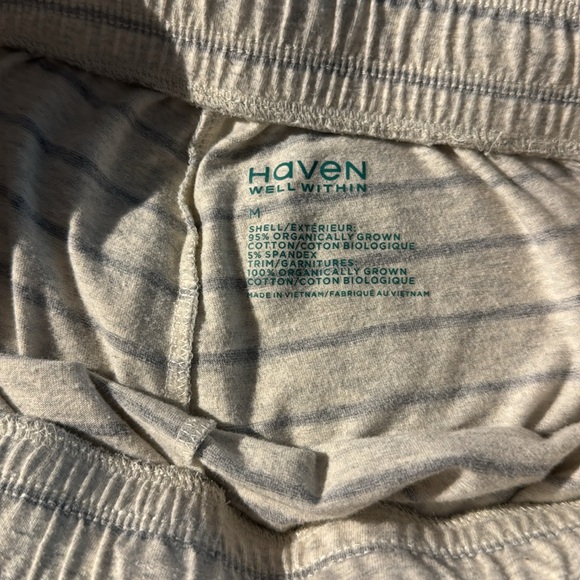 HaVeN
WELL WITHIN
M
SHELL/EXTÉRIEUR:
95% ORGANICALLY GROWN
COTTON/COTON BIOLOGIQUE
5% SPANDEX
TRIM/GARNITURES:
100% ORGANICALLY GROWN
COTTON/COTON BIOLOGIQUE
MADE IN VIETNAM/FABRIQUE AU VIETNAM